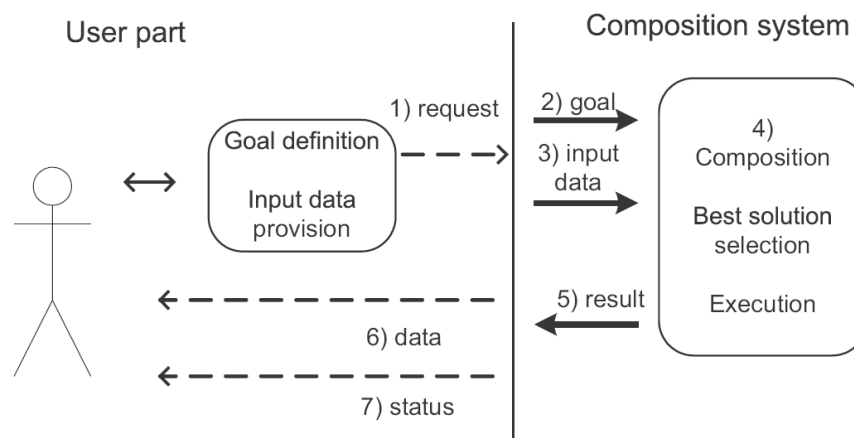 User part
Composition system
1) request
Goal definition
Input data
provision
2) goal
3) input
data
4)
Composition
Best solution
selection
Execution
5) result
6) data
7) status